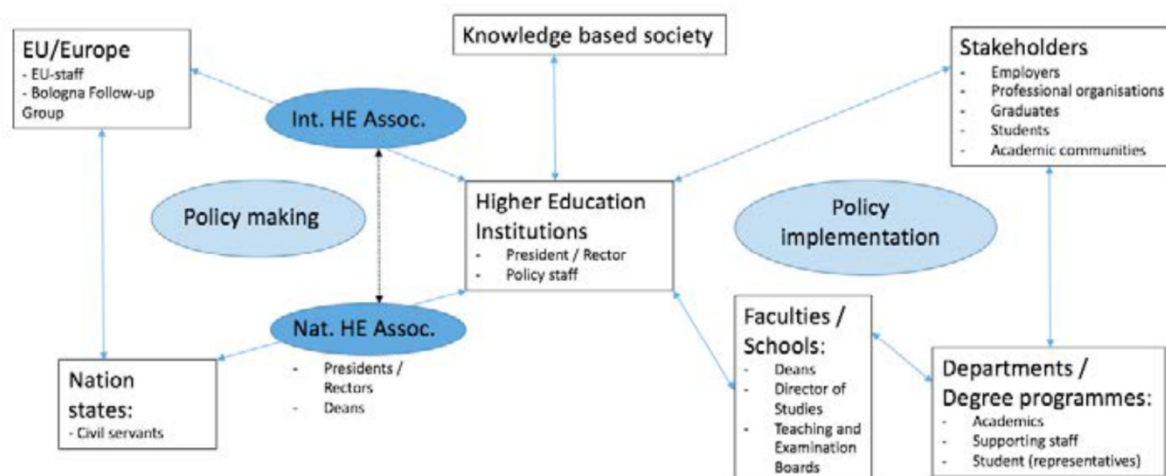 EU/Europe
- EU-staff
- Bologna Follow-up
Group
Knowledge based society
Stakeholders
- Employers
- Professional organisations
- Graduates
- Students
- Academic communities
Int. HE Assoc.
Policy making
Higher Education
Institutions
- President / Rector
- Policy staff
Policy
implementation
Nat. HE Assoc.
- Presidents /
Rectors
- Deans
Nation
states:
- Civil servants
Faculties /
Schools:
- Deans
- Director of
Studies
- Teaching and
Examination
Boards
Departments /
Degree programmes:
- Academics
- Supporting staff
- Student (representatives)